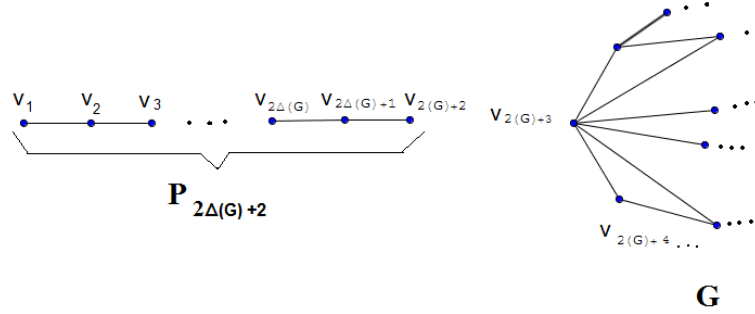 V1 V2 V3 ... V2Δ(G) V2Δ(G)+1 V2(G)+2
P2Δ(G)+2
V2(G)+3
V2(G)+4 ...
G